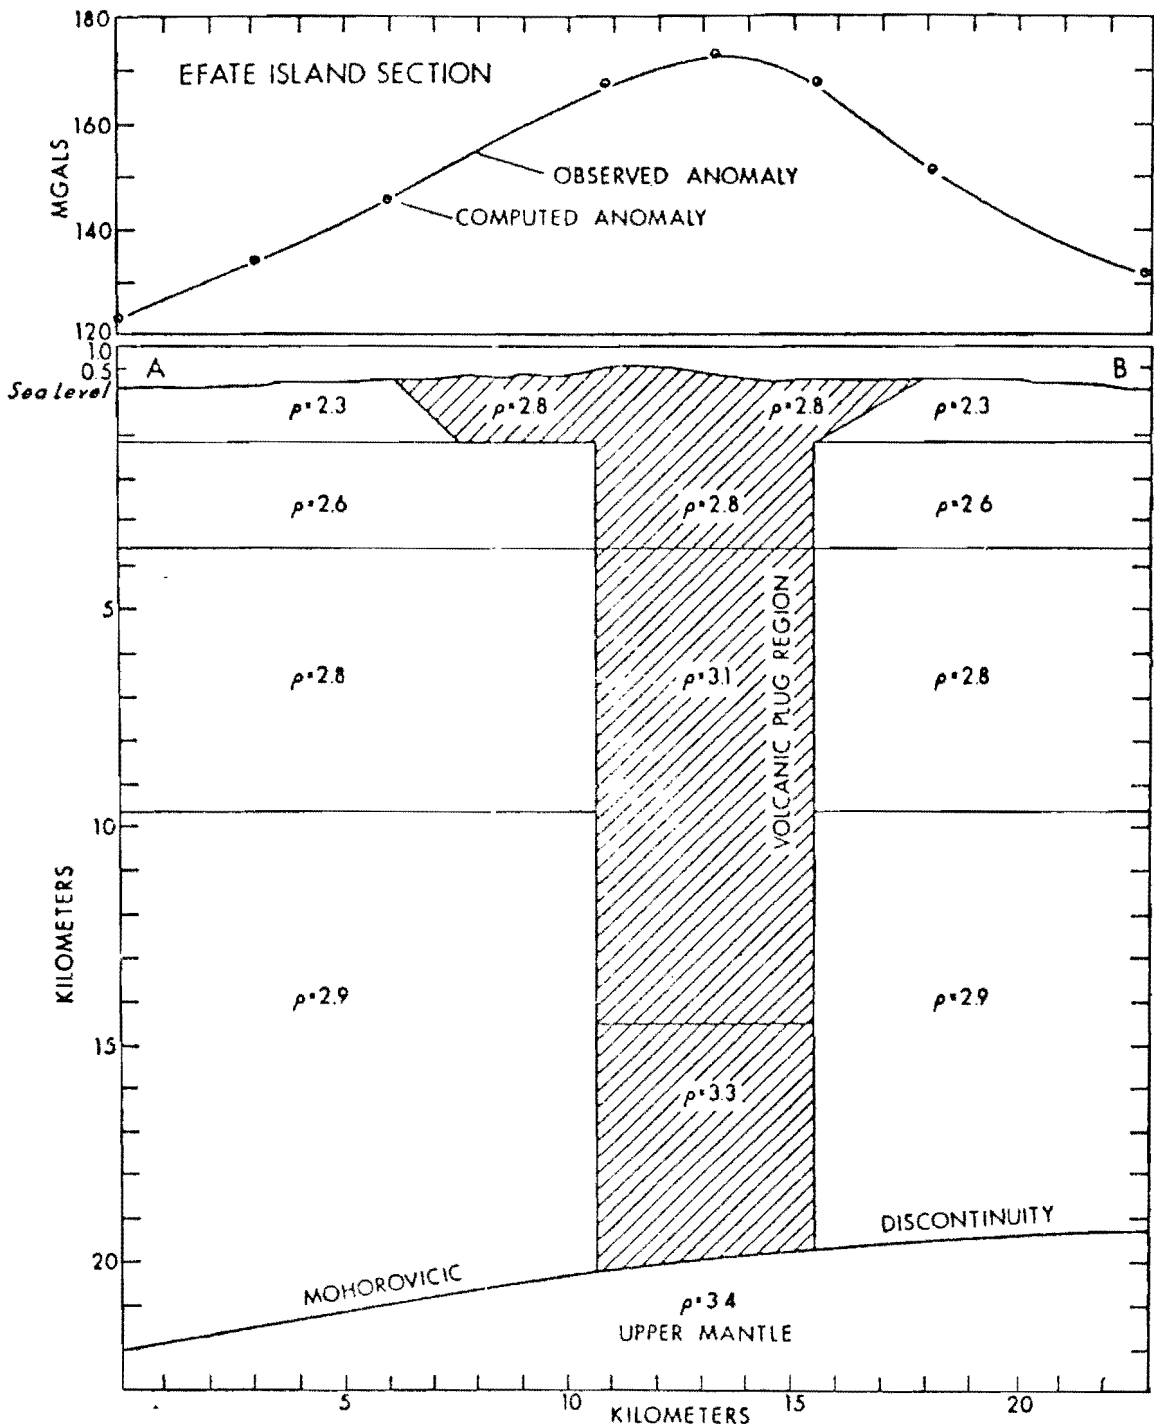 180
EFATE ISLAND SECTION
160
MGALS
OBSERVED ANOMALY
COMPUTED ANOMALY
140
120
1.0
0.5
A
B
Sea Level
ρ=2.3
ρ=2.8
ρ=2.8
ρ=2.3
ρ=2.6
ρ=2.8
ρ=2.6
5
VOLCANIC PLUG REGION
ρ=2.8
ρ=3.1
ρ=2.8
10
KILOMETERS
ρ=2.9
ρ=2.9
15
ρ=3.3
DISCONTINUITY
20
MOHOROVICIC
ρ=3.4
UPPER MANTLE
5
10
15
20
KILOMETERS